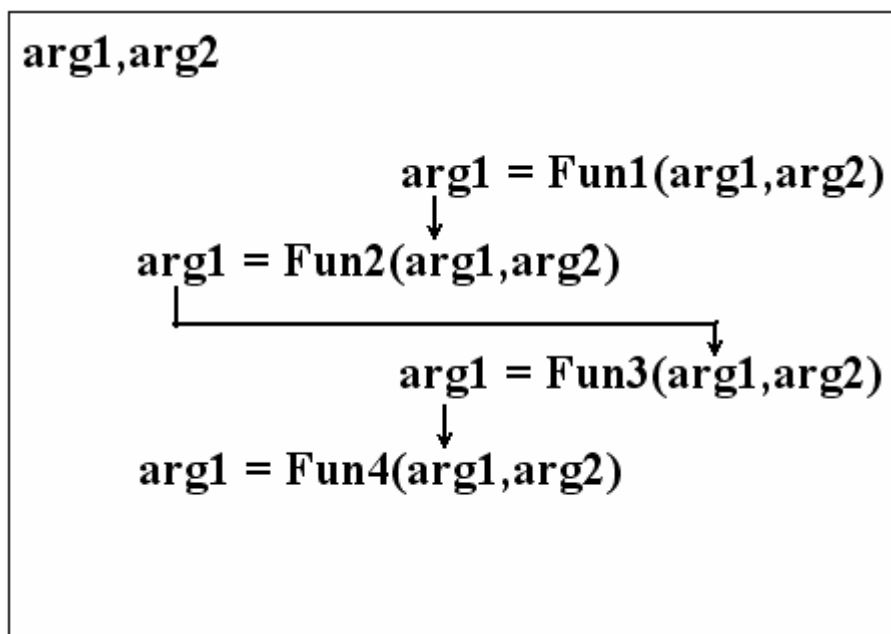 arg1,arg2
arg1 = Fun1(arg1,arg2)
arg1 = Fun2(arg1,arg2)
arg1 = Fun3(arg1,arg2)
arg1 = Fun4(arg1,arg2)